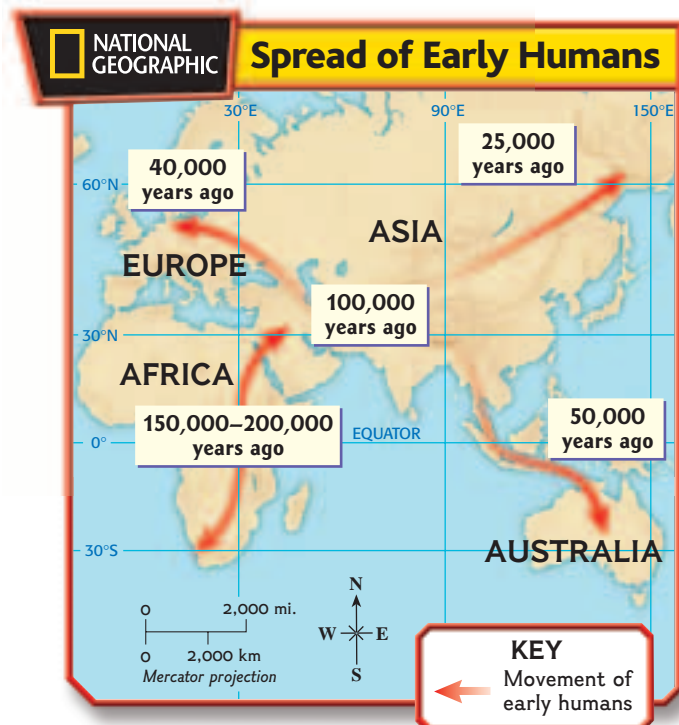 NATIONAL
GEOGRAPHIC
Spread of Early Humans
30°E
90°E
150°E
25,000
years ago
40,000
years ago
60°N
ASIA
EUROPE
100,000
years ago
30°N
AFRICA
150,000–200,000
years ago
EQUATOR
50,000
years ago
0°
30°S
AUSTRALIA
N
W
E
S
0
2,000 mi.
0
2,000 km
Mercator projection
KEY
Movement of
early humans